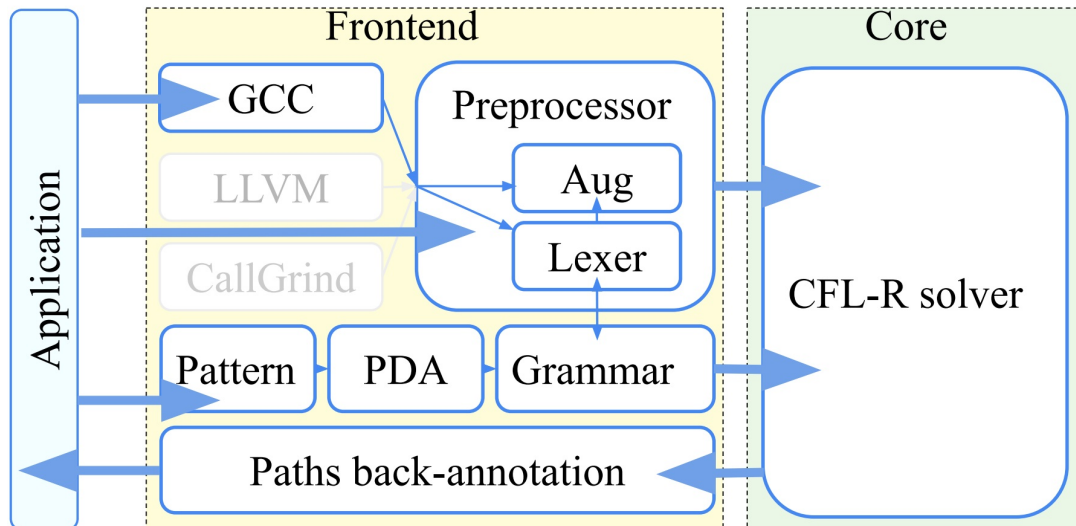 Application
Frontend
GCC
LLVM
CallGrind
Preprocessor
Aug
Lexer
Pattern
PDA
Grammar
Paths back-annotation
Core
CFL-R solver